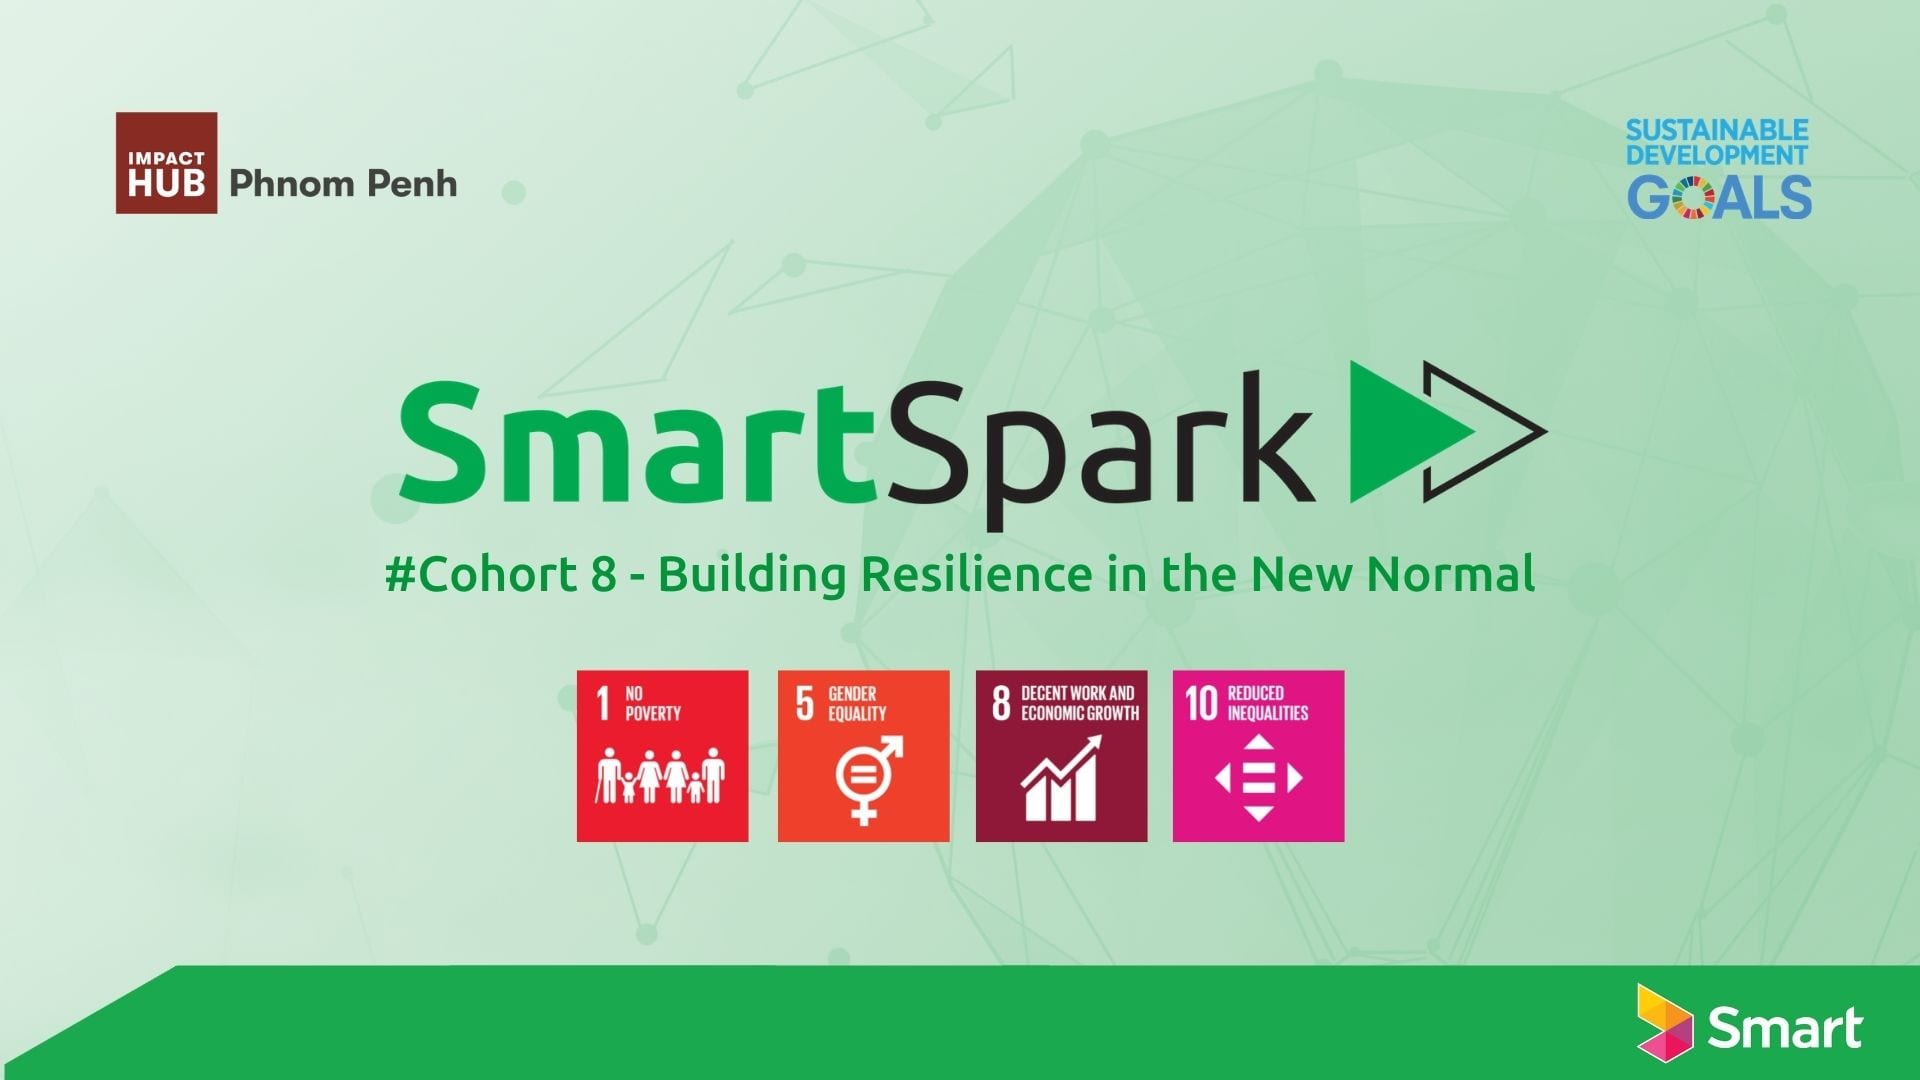 IMPACT
HUB
Phnom Penh
SUSTAINABLE
DEVELOPMENT
GOALS
SmartSpark
#Cohort 8 - Building Resilience in the New Normal
1 NO
POVERTY
5 GENDER
EQUALITY
8 DECENT WORK AND
ECONOMIC GROWTH
10 REDUCED
INEQUALITIES
Smart